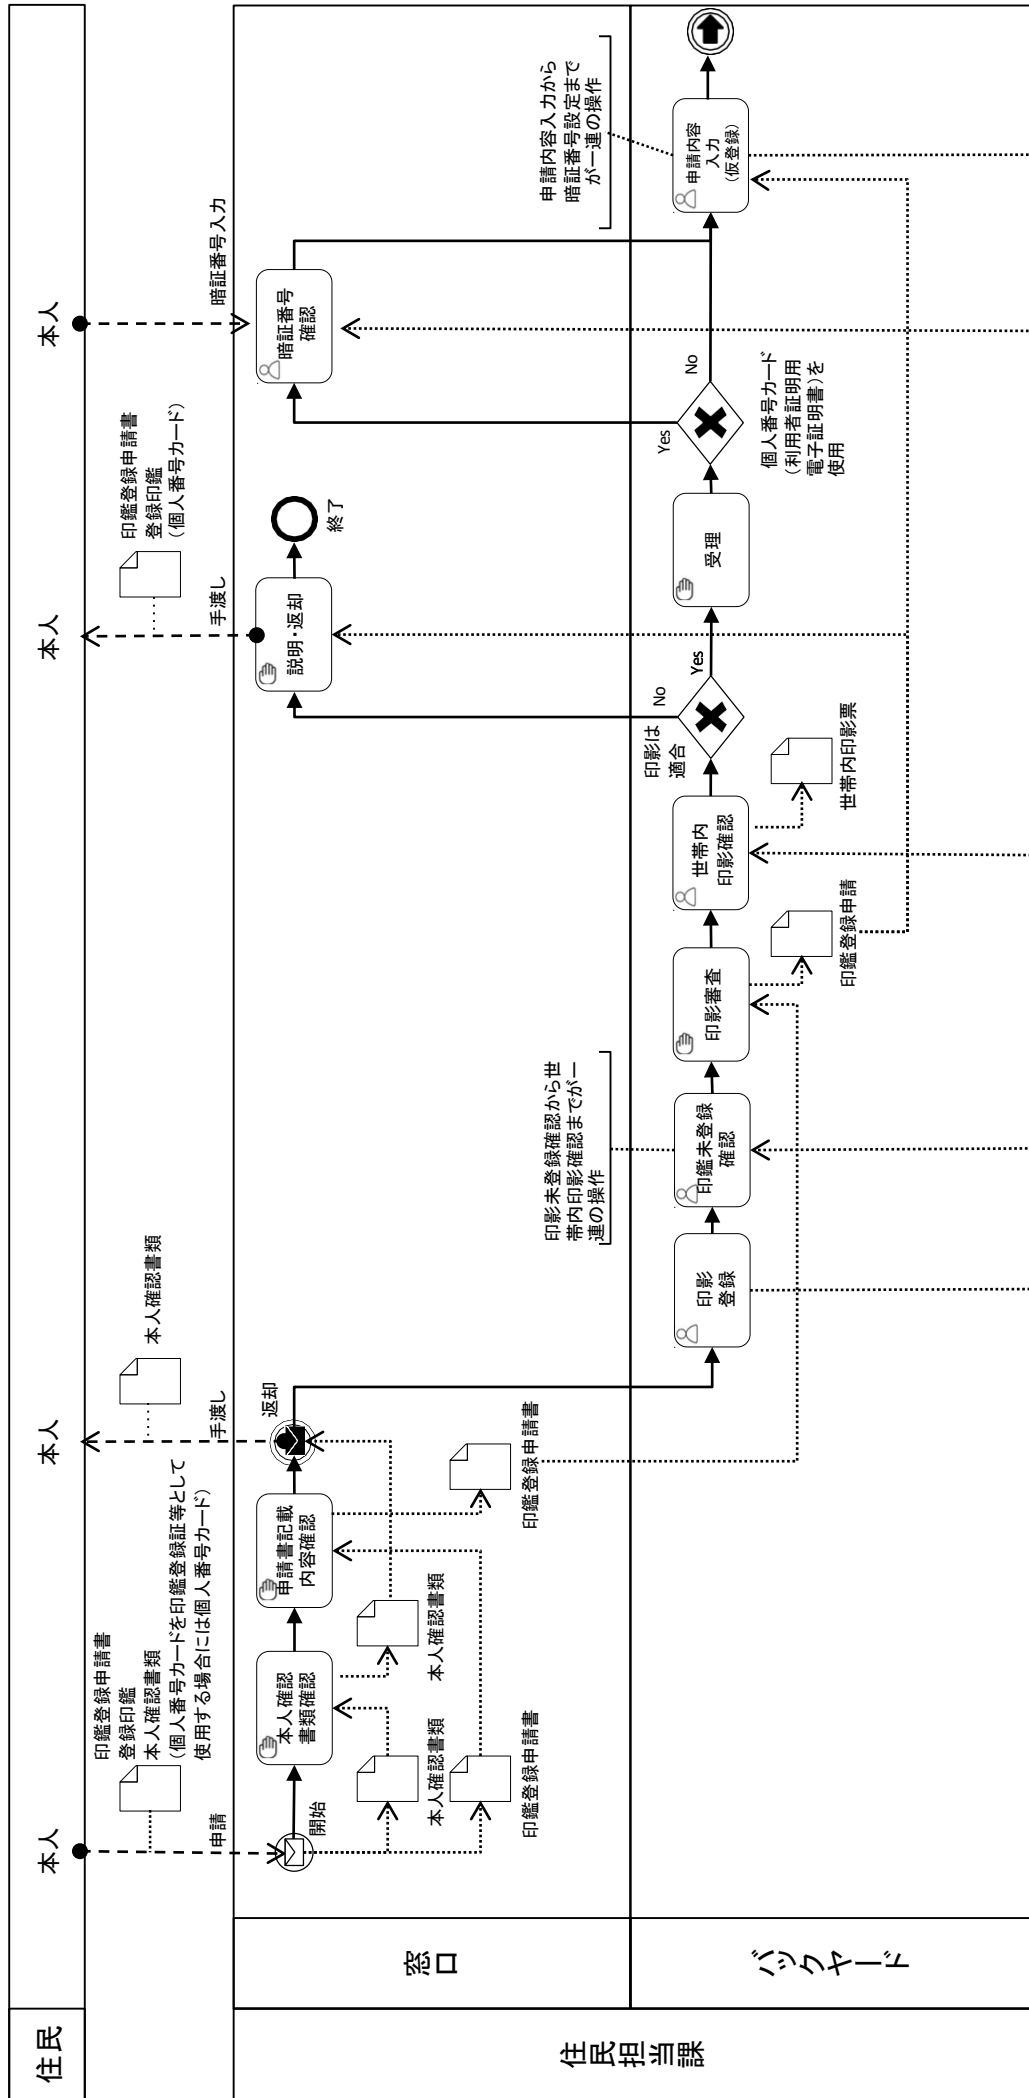 住民
本人
本人
本人
本人
印鑑登録申請書
登録印鑑
本人確認書類
（個人番号カードを印鑑登録証等として
使用する場合には個人番号カード）
申請
本人確認書類
手渡し
印鑑登録申請書
登録印鑑
（個人番号カード）
手渡し
暗証番号入力
住民担当課
窓口
開始
本人確認
書類確認
申請書記載
内容確認
返却
説明・返却
終了
暗証番号
確認
本人確認書類
印鑑登録申請書
本人確認書類
印鑑登録申請書
バックヤード
印影未登録確認から世
帯内印影確認までが一
連の操作
申請内容入力から
暗証番号設定まで
が一連の操作
印影
登録
印鑑未登録
確認
印影審査
世帯内
印影確認
印影は
適合
No
Yes
受理
Yes
No
個人番号カード
（利用者証明用
電子証明書）を
使用
申請内容
入力
（仮登録）
印鑑登録申請
世帯内印影票